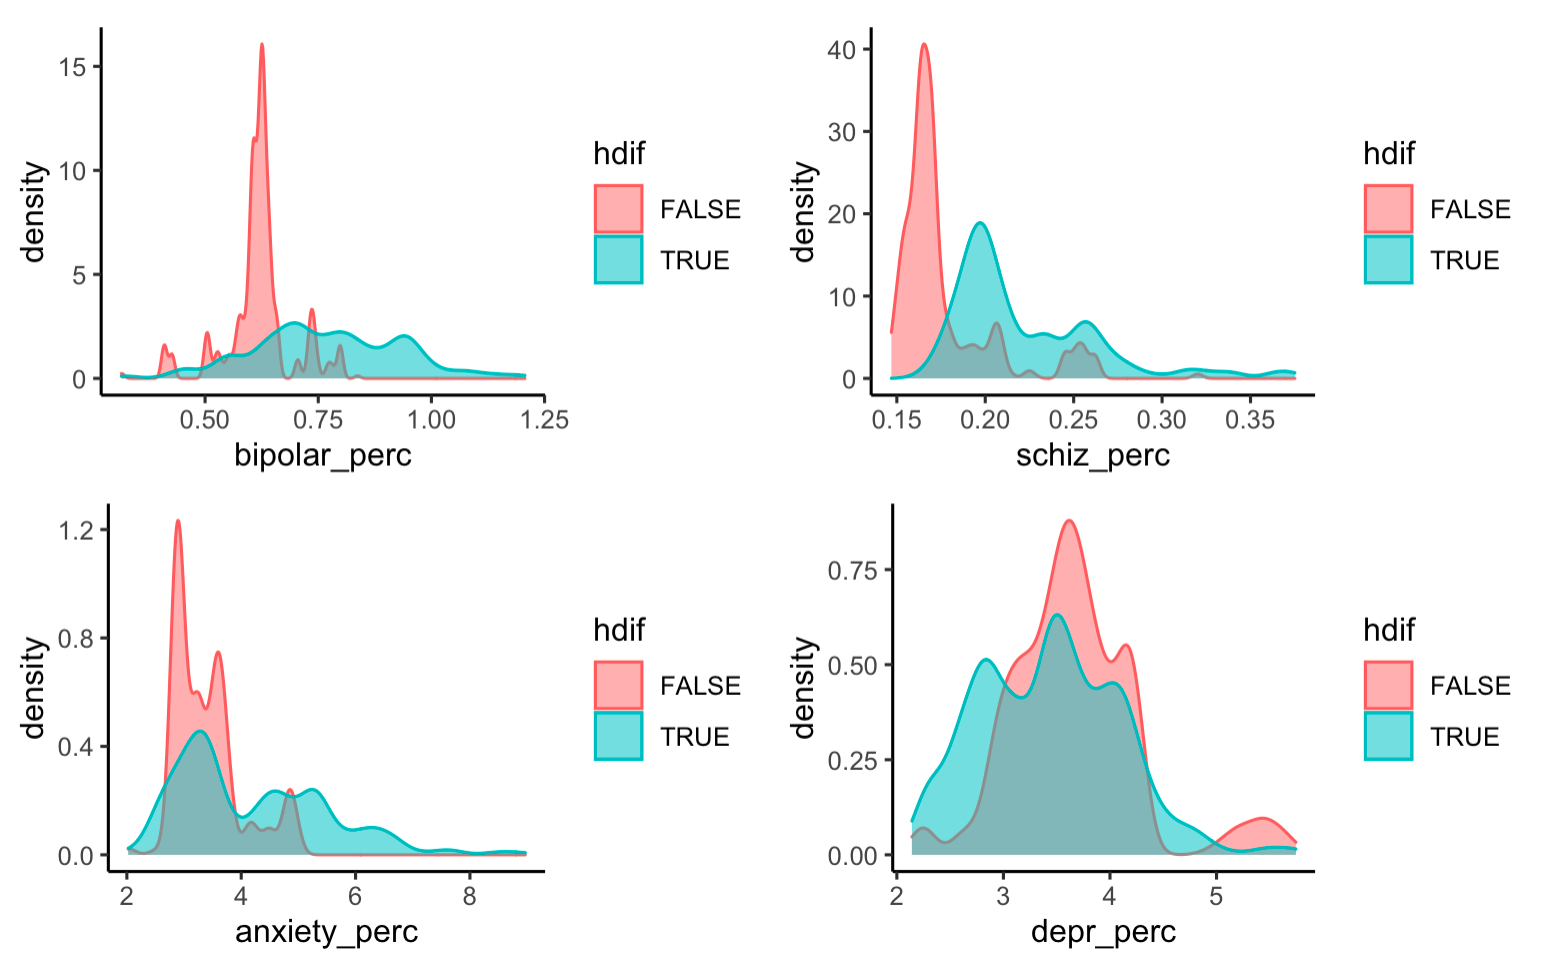 15
10
5
0
density
0.50 0.75 1.00 1.25
bipolar_perc
hdif
FALSE
TRUE
40
30
20
10
0
density
0.15 0.20 0.25 0.30 0.35
schiz_perc
hdif
FALSE
TRUE
1.2
0.8
0.4
0.0
density
2 4 6 8
anxiety_perc
hdif
FALSE
TRUE
0.75
0.50
0.25
0.00
density
2 3 4 5
depr_perc
hdif
FALSE
TRUE